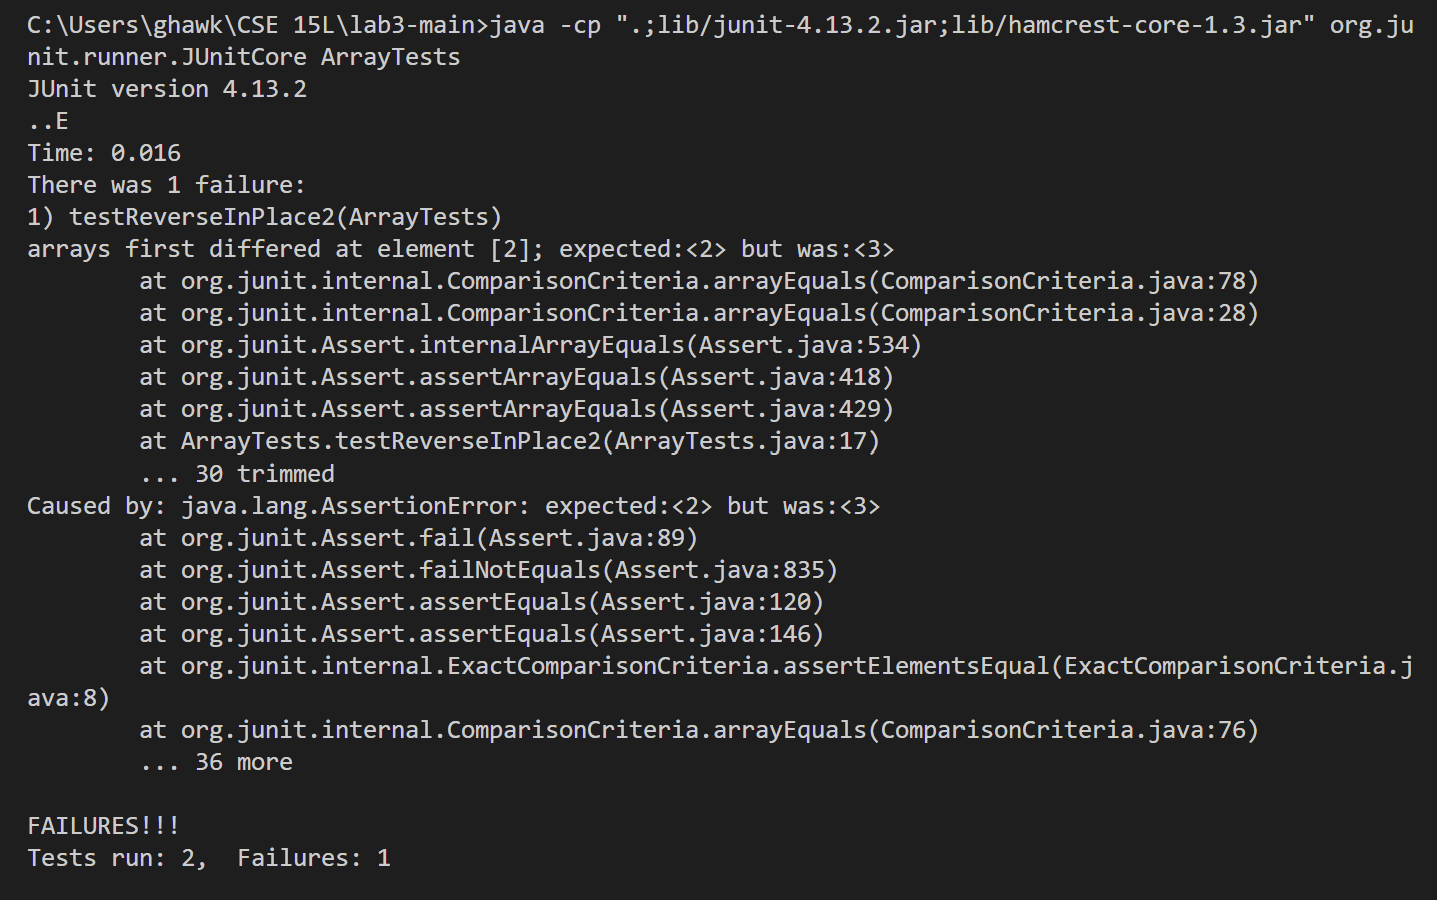 C:\Users\ghawk\CSE 15L\lab3-main>java -cp ".;lib/junit-4.13.2.jar;lib/hamcrest-core-1.3.jar" org.ju
nit.runner.JUnitCore ArrayTests
JUnit version 4.13.2
..E
Time: 0.016
There was 1 failure:
1) testReverseInPlace2(ArrayTests)
arrays first differed at element [2]; expected:<2> but was:<3>
        at org.junit.internal.ComparisonCriteria.arrayEquals(ComparisonCriteria.java:78)
        at org.junit.internal.ComparisonCriteria.arrayEquals(ComparisonCriteria.java:28)
        at org.junit.Assert.internalArrayEquals(Assert.java:534)
        at org.junit.Assert.assertArrayEquals(Assert.java:418)
        at org.junit.Assert.assertArrayEquals(Assert.java:429)
        at ArrayTests.testReverseInPlace2(ArrayTests.java:17)
        ... 30 trimmed
Caused by: java.lang.AssertionError: expected:<2> but was:<3>
        at org.junit.Assert.fail(Assert.java:89)
        at org.junit.Assert.failNotEquals(Assert.java:835)
        at org.junit.Assert.assertEquals(Assert.java:120)
        at org.junit.Assert.assertEquals(Assert.java:146)
        at org.junit.internal.ExactComparisonCriteria.assertElementsEqual(ExactComparisonCriteria.j
ava:8)
        at org.junit.internal.ComparisonCriteria.arrayEquals(ComparisonCriteria.java:76)
        ... 36 more

FAILURES!!!
Tests run: 2,  Failures: 1